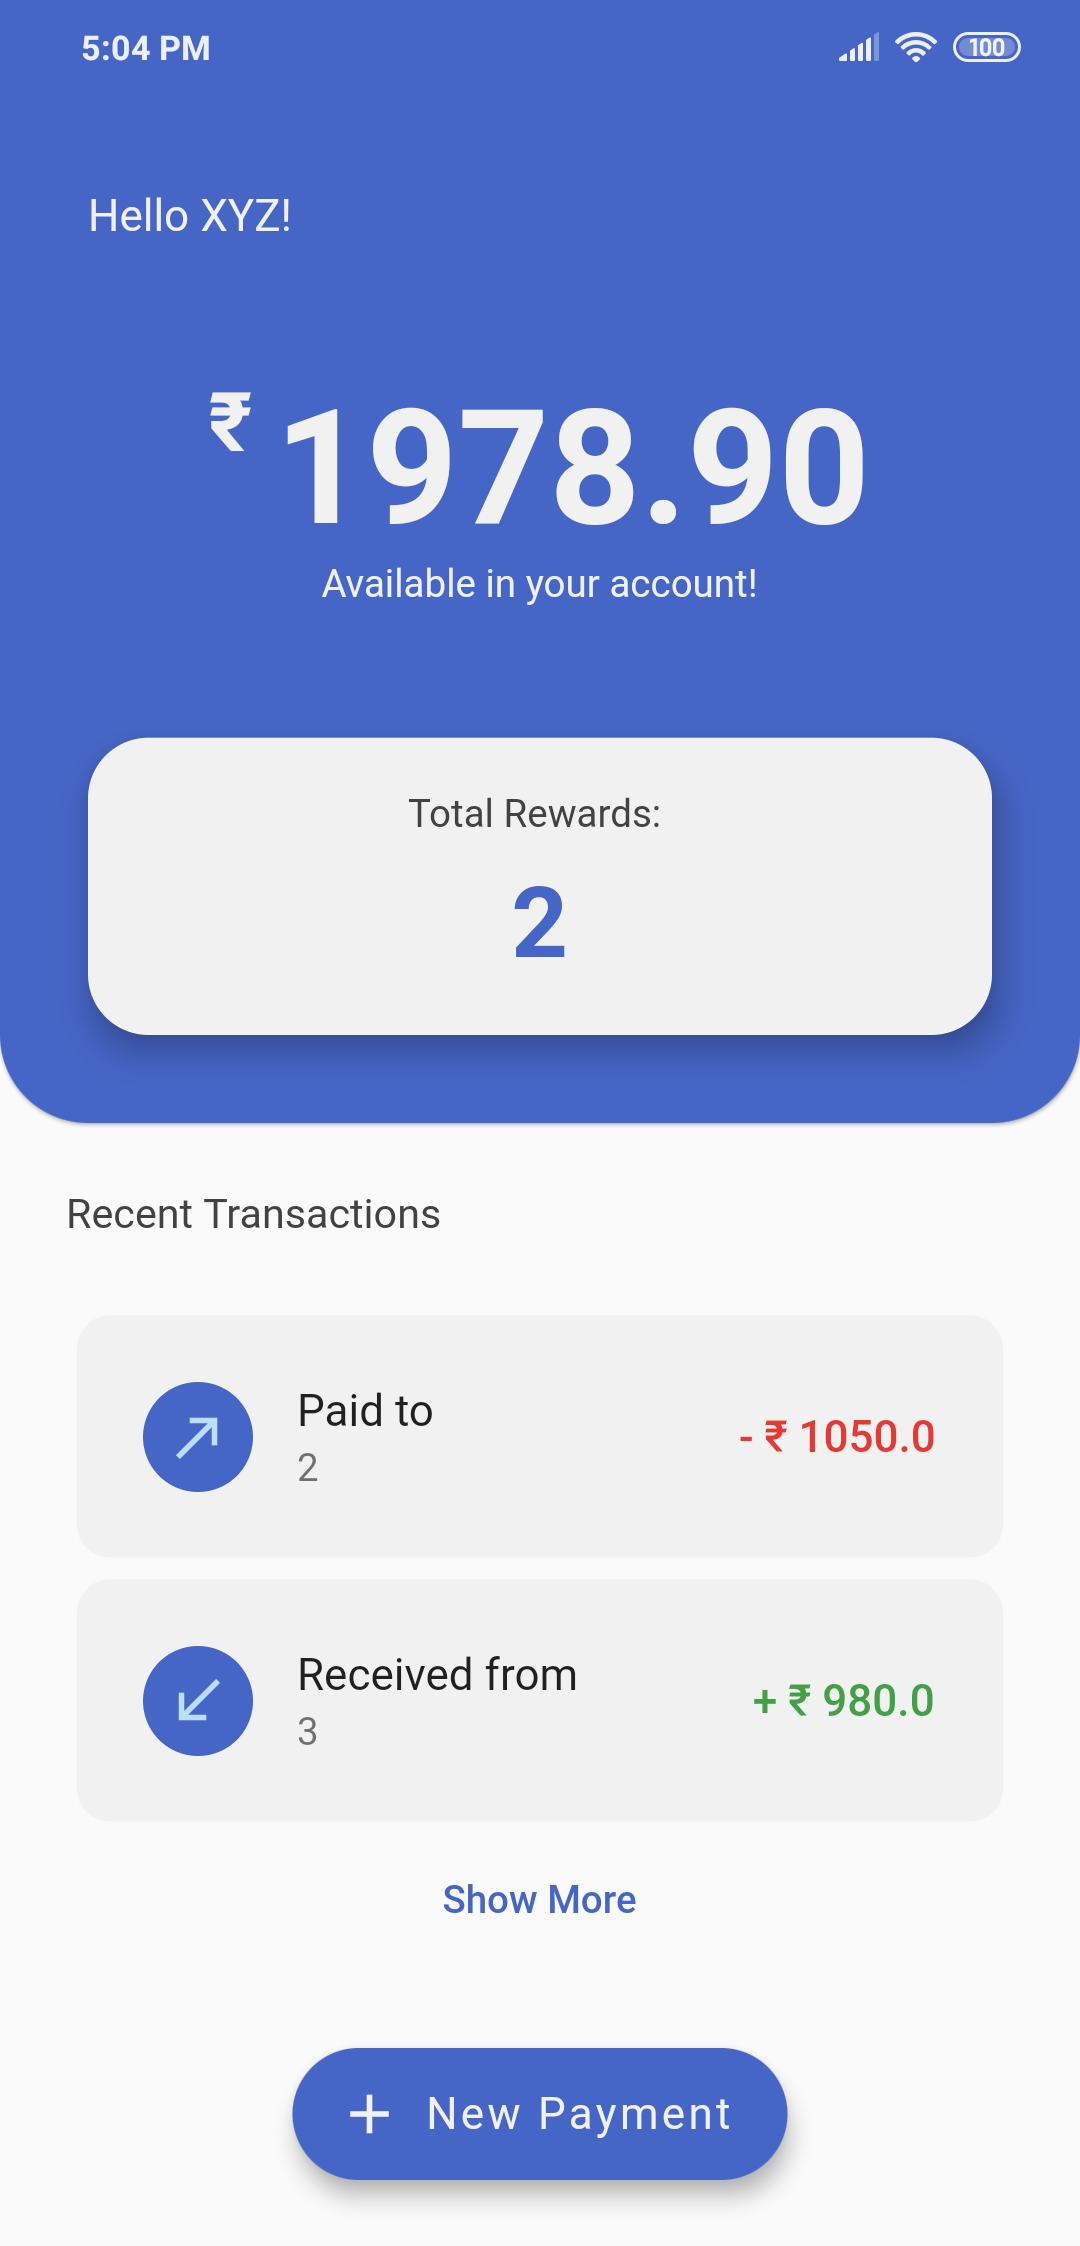 5:04 PM
100
Hello XYZ!
₹ 1978.90
Available in your account!
Total Rewards:
2
Recent Transactions
Paid to
2
- ₹ 1050.0
Received from
3
+ ₹ 980.0
Show More
+ New Payment